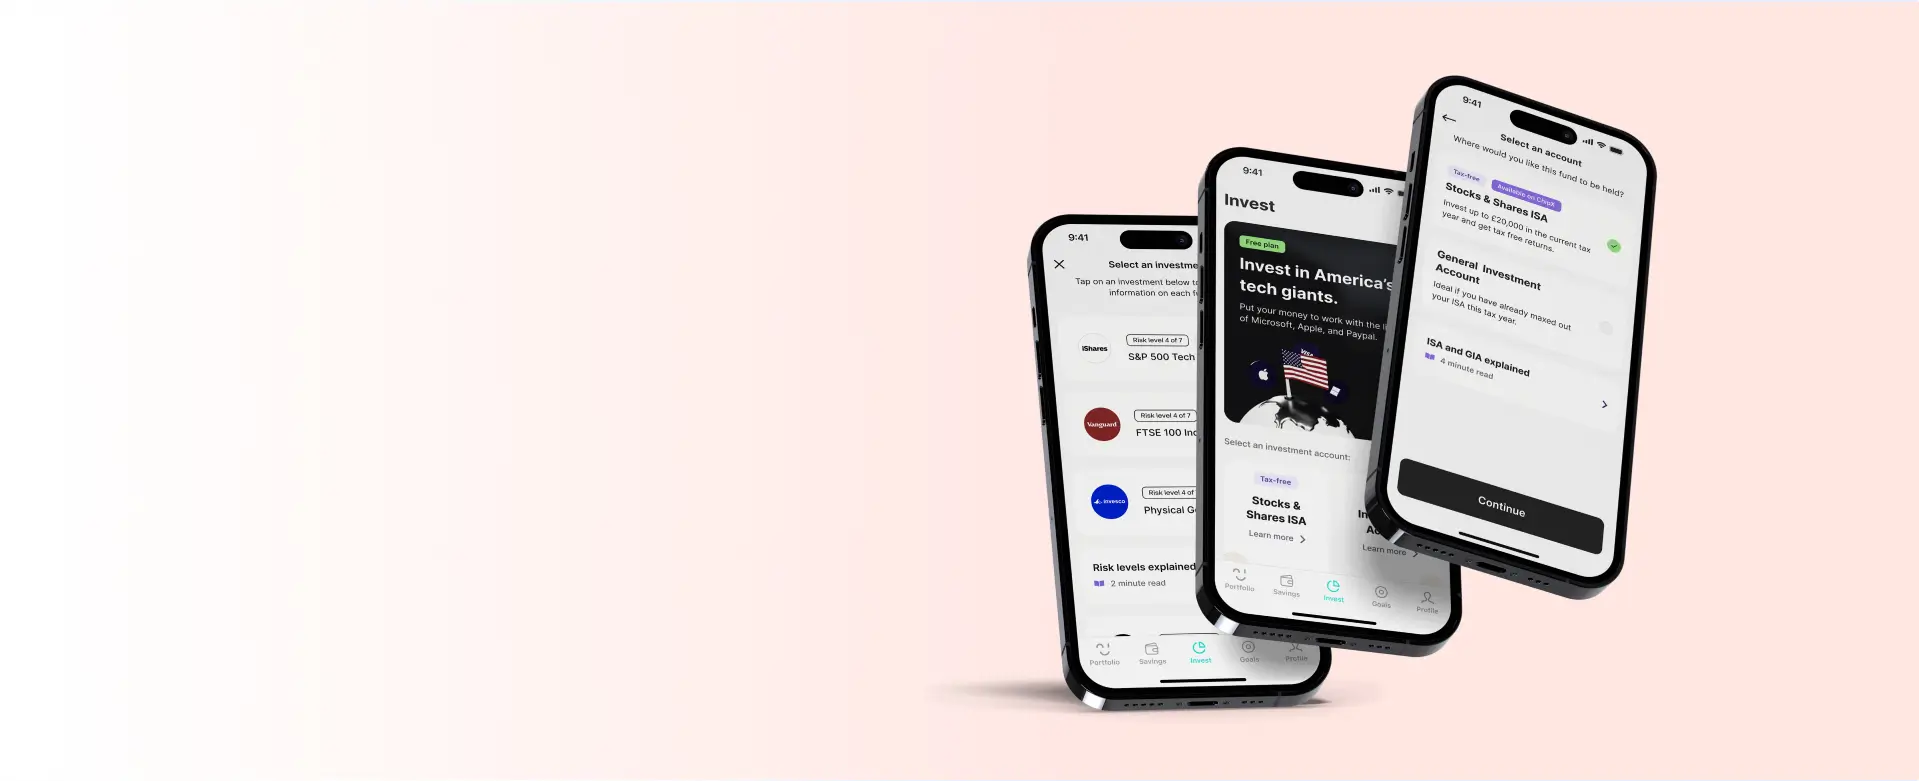 9:41
Select an investme
Tap on an investment below to
information on each f
iShares
Risk level 4 of 7
S&P 500 Tech
Vanguard
Risk level 4 of 7
FTSE 100 Ind
invesco
Risk level 4 of
Physical Go
Risk levels explained
2 minute read
Portfolio
Savings
Invest
Goals
Profile
9:41
Invest
Free plan
Invest in America's
tech giants.
Put your money to work with the li
of Microsoft, Apple, and Paypal.
VISA
Select an investment account:
Tax-free
Stocks &
Shares ISA
Learn more
In
Ac
Learn more
Portfolio
Savings
Invest
Goals
Profile
9:41
Select an account
Where would you like this fund to be held?
Tax-free
Available on ChipX
Stocks & Shares ISA
Invest up to £20,000 in the current tax
year and get tax free returns.
General Investment
Account
Ideal if you have already maxed out
your ISA this tax year.
ISA and GIA explained
4 minute read
Continue